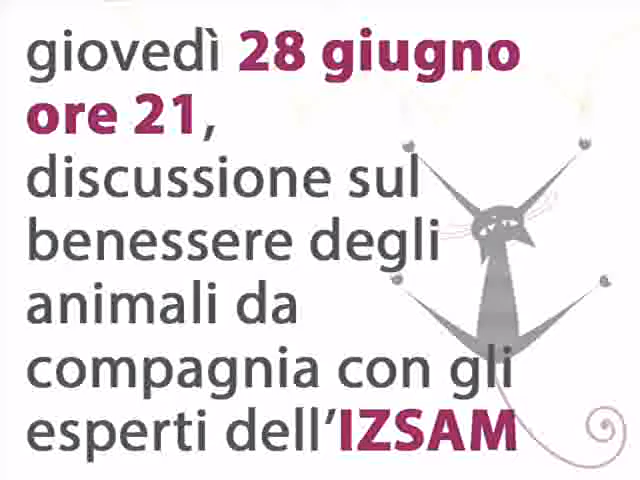 giovedì 28 giugno
ore 21,
discussione sul
benessere degli
animali da
compagnia con gli
esperti dell’IZSAM